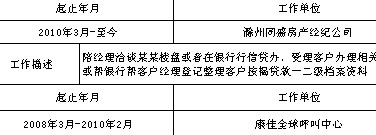 起止年月 工作单位
2010年3月-至今 滁州同盛房产经纪公司
工作描述 陪经理洽谈某某楼盘或者在银行行信贷办，受理客户办理相关
或帮银行帮客户经理登记整理客户按揭贷款一二级档案资料
起止年月 工作单位
2008年3月-2010年2月 康佳全球呼叫中心